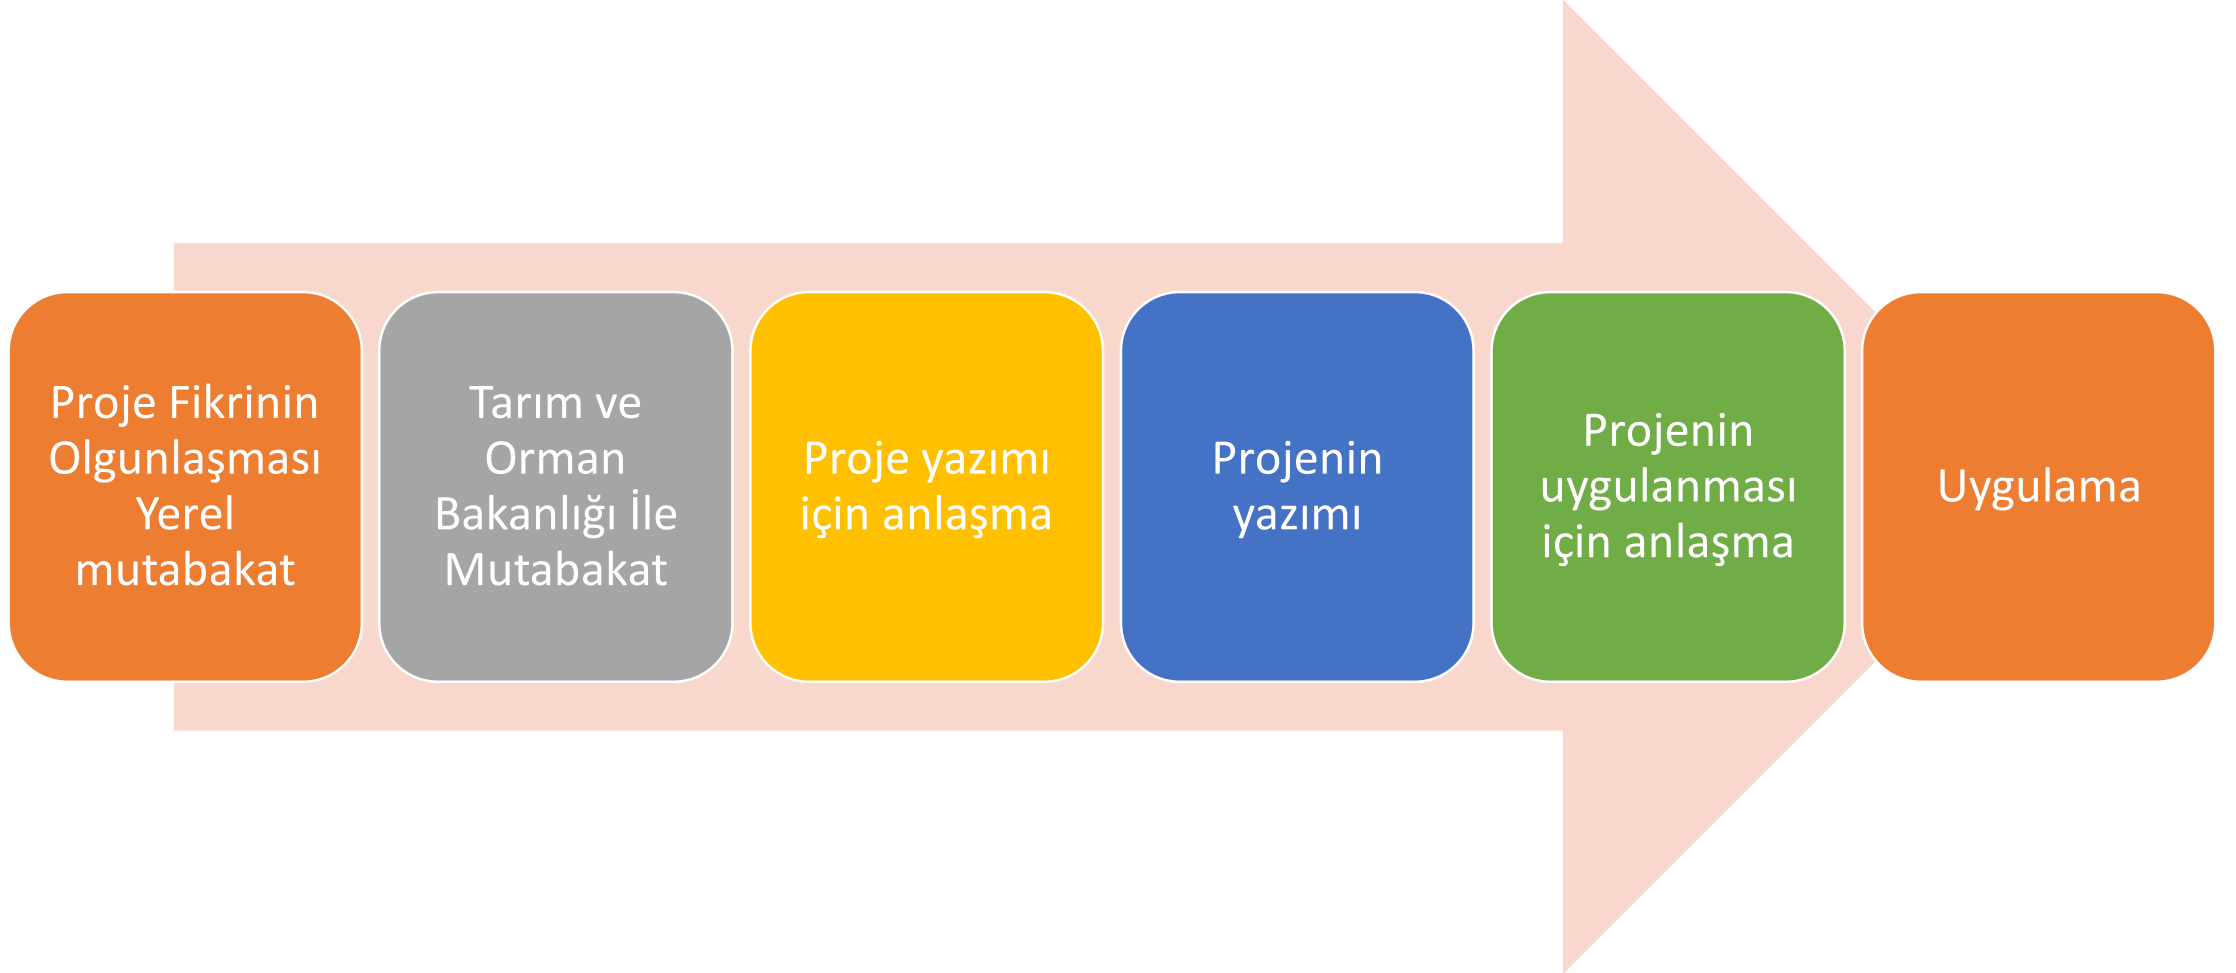 Proje Fikrinin
Olgunlaşması
Yerel
mutabakat
Tarım ve
Orman
Bakanlığı İle
Mutabakat
Proje yazımı
için anlaşma
Projenin
yazımı
Projenin
uygulanması
için anlaşma
Uygulama